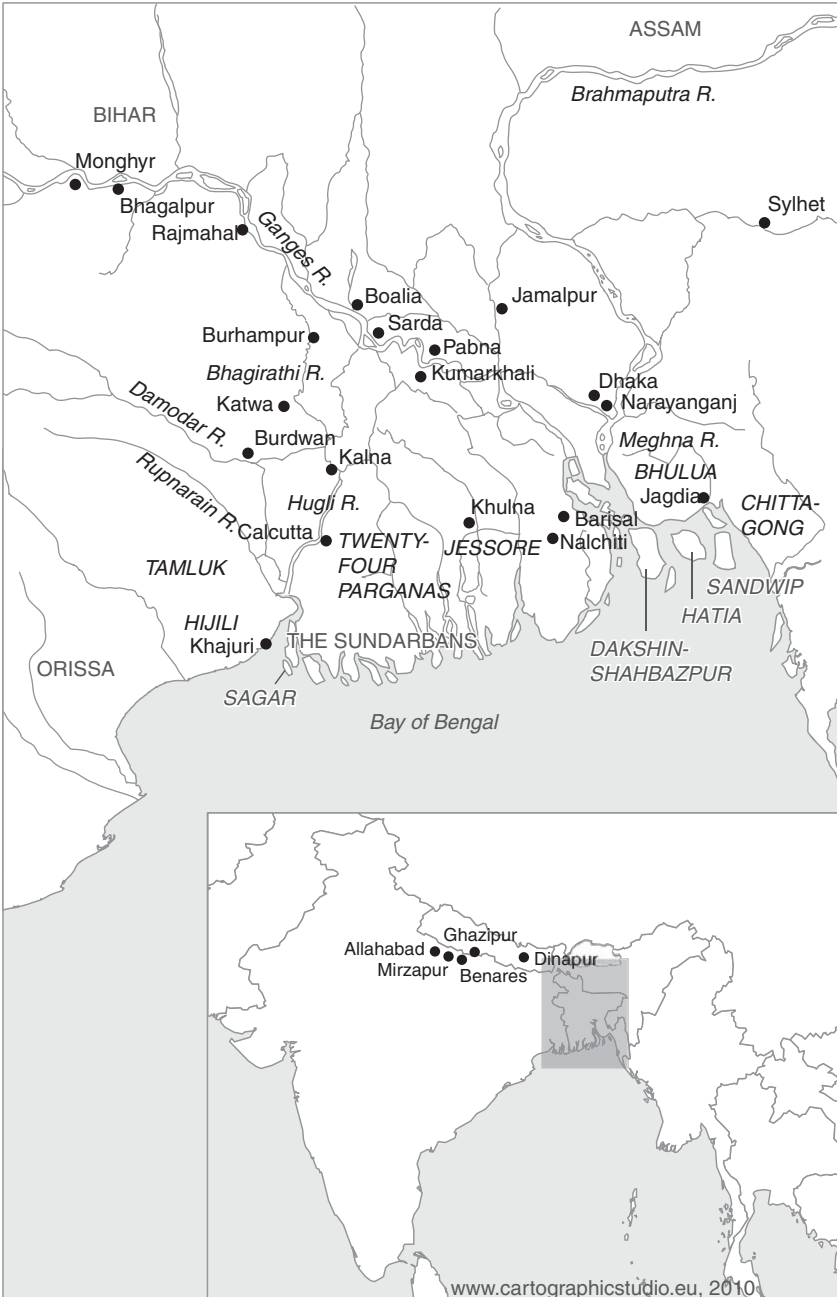 ASSAM
Brahmaputra R.
BIHAR
Monghyr
Bhagalpur
Rajmahal
Ganges R.
Sylhet
Boalia
Jamalpur
Sarda
Burhampur
Pabna
Bhagirathi R.
Kumarkhali
Dhaka
Katwa
Narayanganj
Damodar R.
Burdwan
Meghna R.
Kalna
Rupnarain R.
BHULUA
Jagdia
Hugli R.
Khulna
CHITTA-
GONG
Calcutta
Barisal
TWENTY-
FOUR
PARGANAS
JESSORE
Nalchiti
TAMLUK
SANDWIP
HATIA
HIJILI
Khajuri
THE SUNDARBANS
DAKSHIN-
SHAHBAZPUR
ORISSA
SAGAR
Bay of Bengal
Ghazipur
Allahabad
Dinapur
Mirzapur
Benares
www.cartographicstudio.eu, 2010